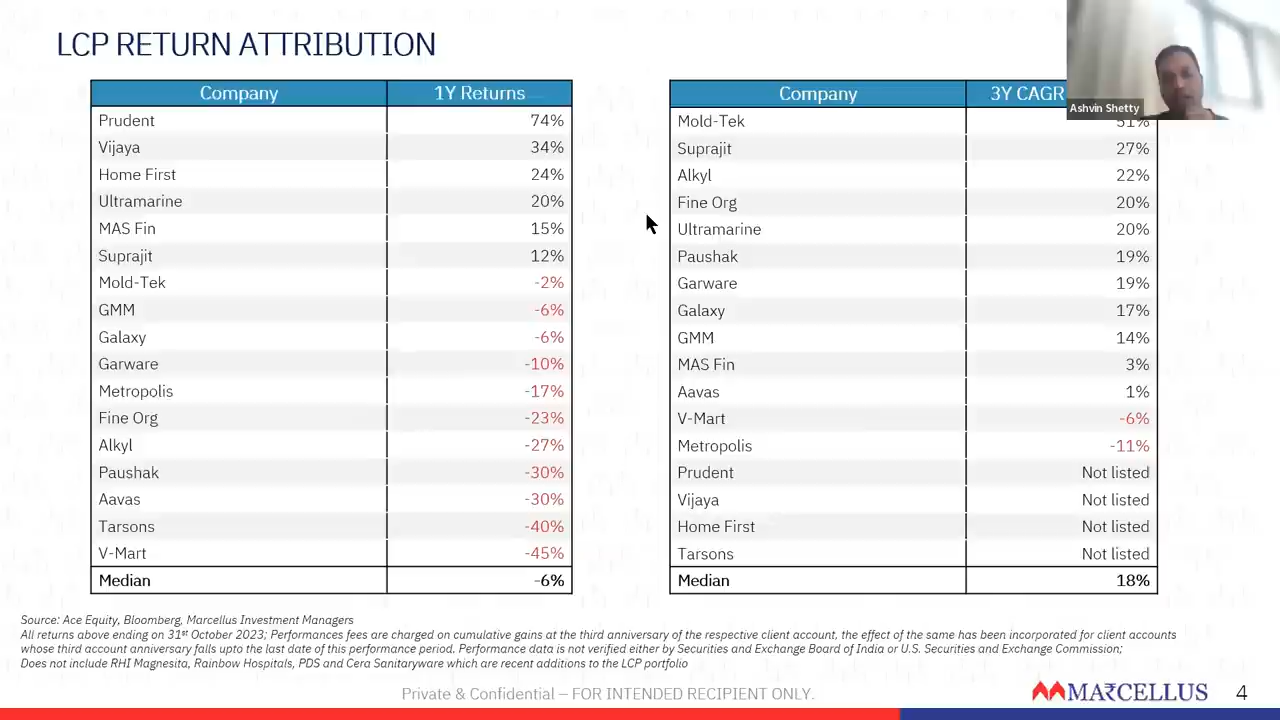 LCP RETURN ATTRIBUTION
Ashvin Shetty
Company 1Y Returns
Prudent 74%
Vijaya 34%
Home First 24%
Ultramarine 20%
MAS Fin 15%
Suprajit 12%
Mold-Tek -2%
GMM -6%
Galaxy -6%
Garware -10%
Metropolis -17%
Fine Org -23%
Alkyl -27%
Paushak -30%
Aavas -30%
Tarsons -40%
V-Mart -45%
Median -6%
Company 3Y CAGR
Mold-Tek 51%
Suprajit 27%
Alkyl 22%
Fine Org 20%
Ultramarine 20%
Paushak 19%
Garware 19%
Galaxy 17%
GMM 14%
MAS Fin 3%
Aavas 1%
V-Mart -6%
Metropolis -11%
Prudent Not listed
Vijaya Not listed
Home First Not listed
Tarsons Not listed
Median 18%
Source: Ace Equity, Bloomberg, Marcellus Investment Managers
All returns above ending on 31st October 2023; Performances fees are charged on cumulative gains at the third anniversary of the respective client account, the effect of the same has been incorporated for client accounts
whose third account anniversary falls upto the last date of this performance period. Performance data is not verified either by Securities and Exchange Board of India or U.S. Securities and Exchange Commission;
Does not include RHI Magnesita, Rainbow Hospitals, PDS and Cera Sanitaryware which are recent additions to the LCP portfolio
Private & Confidential – FOR INTENDED RECIPIENT ONLY.
MARCELLUS 4